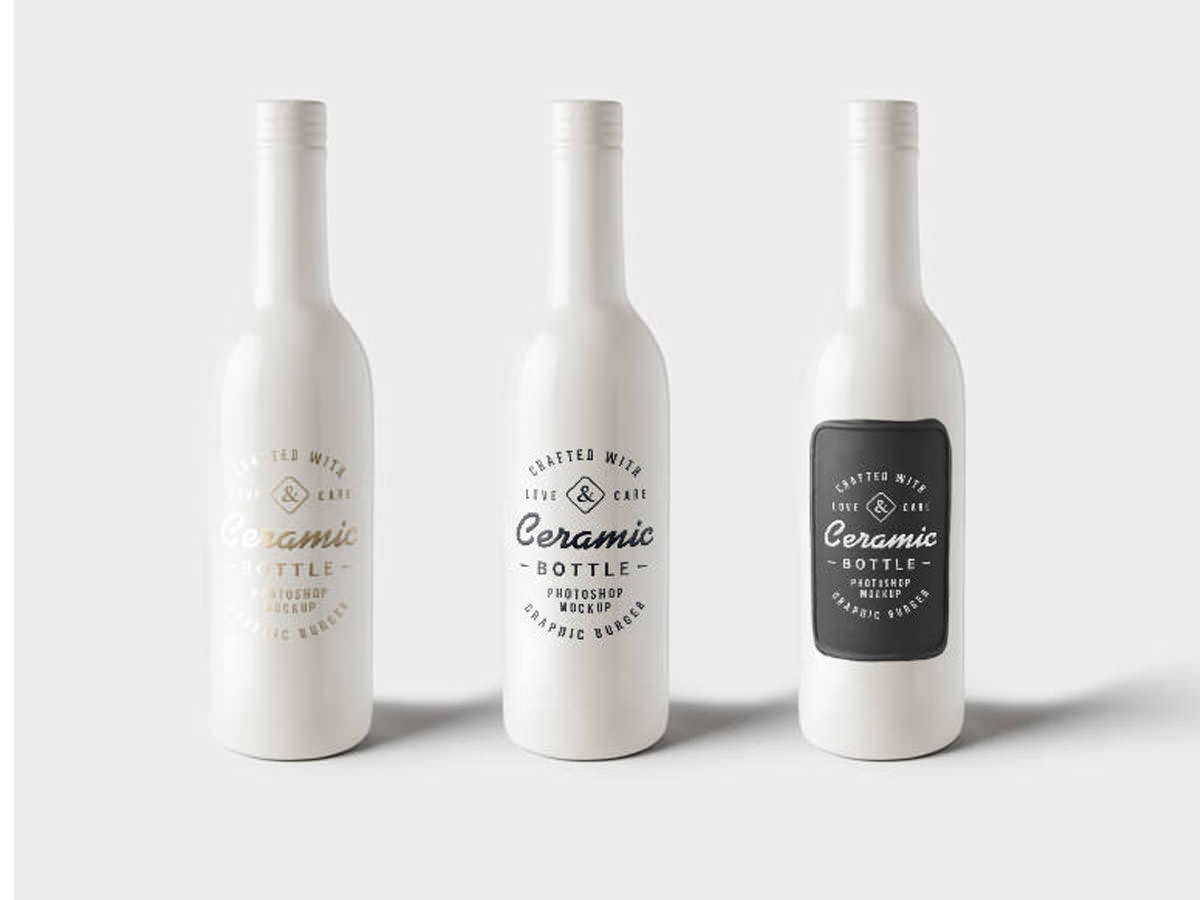 CRAFTED WITH
LOVE & CARE
Ceramic
- BOTTLE -
PHOTOSHOP
MOCKUP
GRAPHIC BURGER
CRAFTED WITH
LOVE & CARE
Ceramic
- BOTTLE -
PHOTOSHOP
MOCKUP
GRAPHIC BURGER
CRAFTED WITH
LOVE & CARE
Ceramic
- BOTTLE -
PHOTOSHOP
MOCKUP
GRAPHIC BURGER